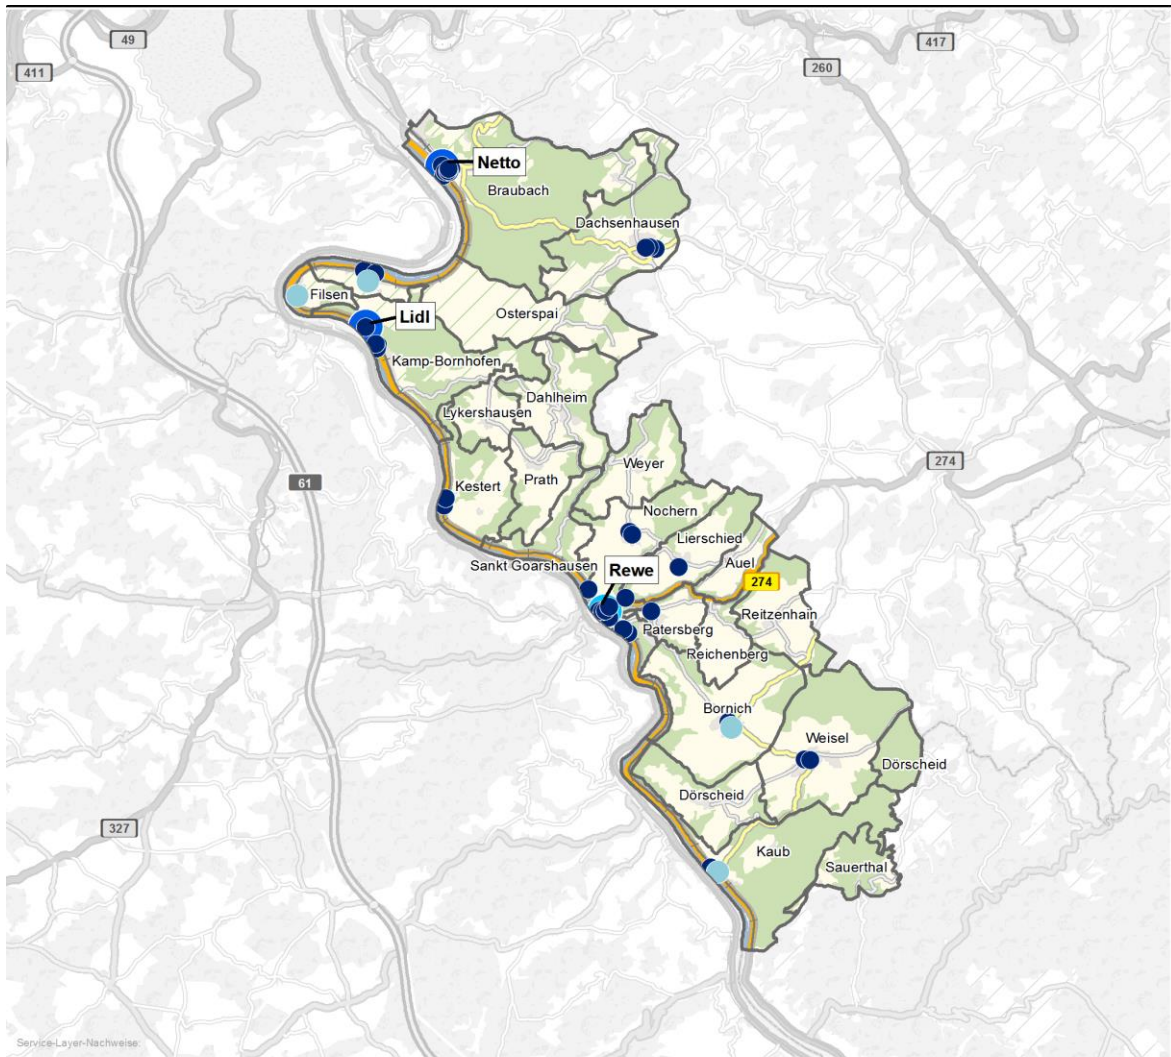 49
417
411
260
Netto
Braubach
Dachsenhausen
Filsen
Osterspai
Lidl
Kamp-Bornhofen
Dahlheim
Lykershausen
Weyer
274
Prath
61
Kestert
Nochern
Lierschied
Sankt Goarshausen
Auel
Rewe
274
Reitzenhain
Patersberg
Reichenberg
Bornich
Weisel
Dörscheid
Dörscheid
327
Kaub
Sauerthal
Service-Layer-Nachweise: